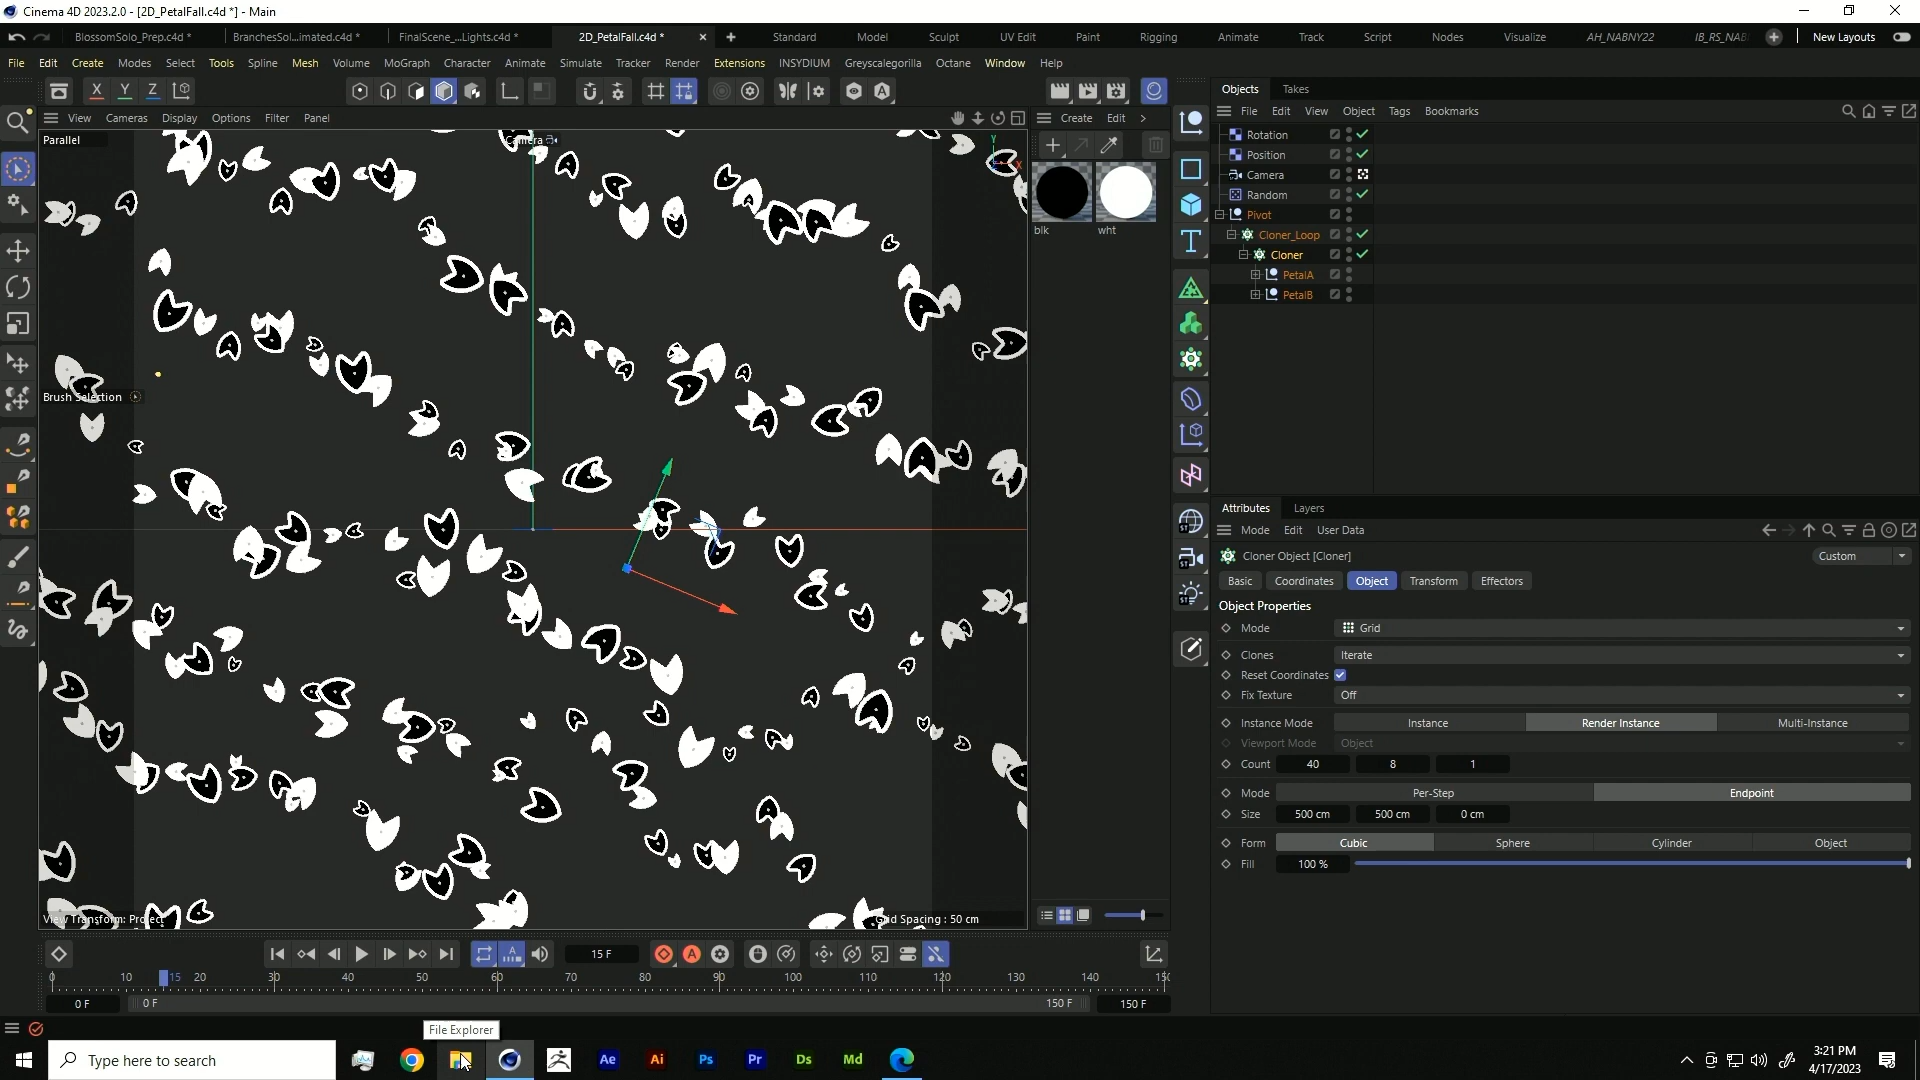 Cinema 4D 2023.2.0 - [2D_PetalFall.c4d *] - Main
BlossomSolo_Prep.c4d * BranchesSol...imated.c4d * FinalScene_...Lights.c4d * 2D_PetalFall.c4d * Standard Model Sculpt UV Edit Paint Rigging Animate Track Script Nodes Visualize AH_NABNY22 IB_RS_NAB New Layouts
File Edit Create Modes Select Tools Spline Mesh Volume MoGraph Character Animate Simulate Tracker Render Extensions INSYDIUM Greyscalegorilla Octane Window Help
X Y Z
Objects Takes
View Cameras Display Options Filter Panel
Create Edit
File Edit View Object Tags Bookmarks
Parallel
Camera
Y
X
blk wht
Rotation
Position
Camera
Random
Pivot
Cloner_Loop
Cloner
PetalA
PetalB
Brush Selection
Attributes Layers
Mode Edit User Data
Cloner Object [Cloner] Custom
Basic Coordinates Object Transform Effectors
Object Properties
Mode Grid
Clones Iterate
Reset Coordinates
Fix Texture Off
Instance Mode Instance Render Instance Multi-Instance
Viewport Mode Object
Count 40 8 1
Mode Per-Step Endpoint
Size 500 cm 500 cm 0 cm
Form Cubic Sphere Cylinder Object
Fill 100 %
View Transform: Project
Grid Spacing : 50 cm
15 F
0 10 15 20 30 40 50 60 70 80 90 100 110 120 130 140
0 F 0 F 150 F 150 F
File Explorer
Type here to search
Ae Ai Ps Pr Ds Md
3:21 PM
4/17/2023